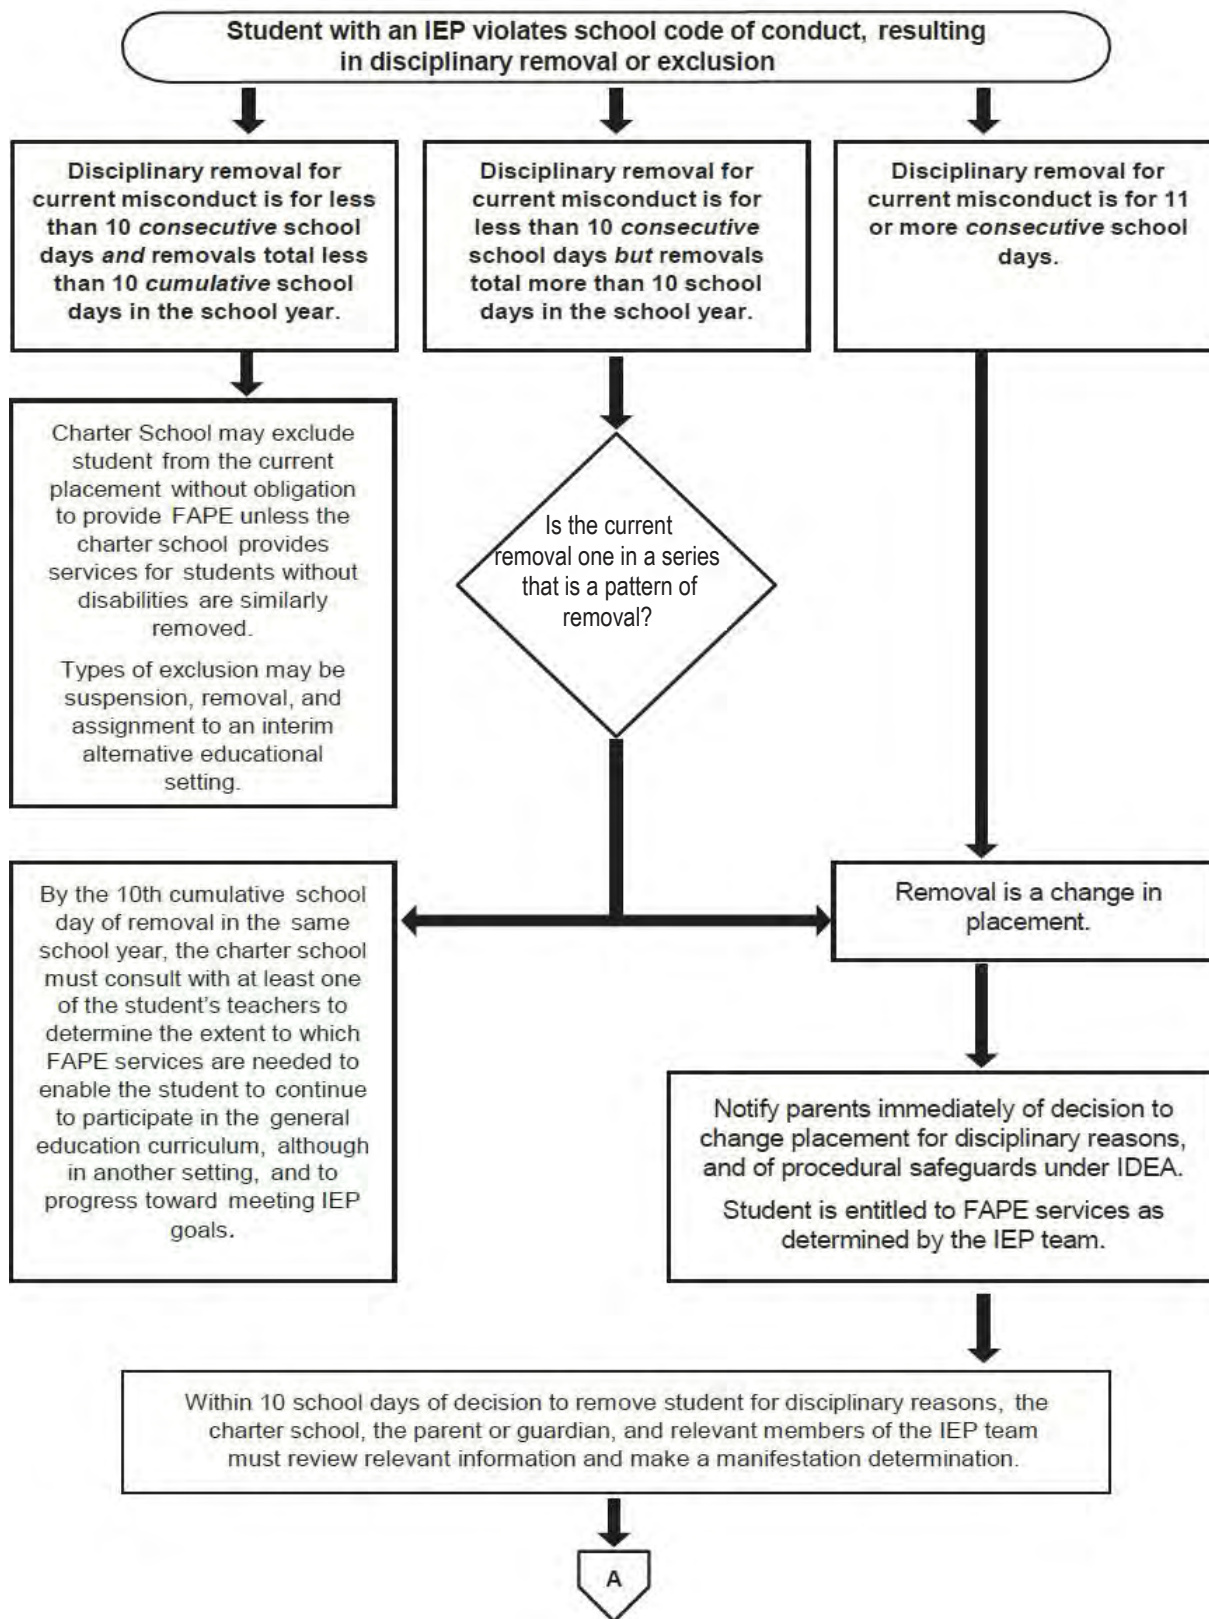 Student with an IEP violates school code of conduct, resulting
in disciplinary removal or exclusion
Disciplinary removal for
current misconduct is for less
than 10 consecutive school
days and removals total less
than 10 cumulative school
days in the school year.
Disciplinary removal for
current misconduct is for
less than 10 consecutive
school days but removals
total more than 10 school
days in the school year.
Disciplinary removal for
current misconduct is for 11
or more consecutive school
days.
Charter School may exclude
student from the current
placement without obligation
to provide FAPE unless the
charter school provides
services for students without
disabilities are similarly
removed.
Types of exclusion may be
suspension, removal, and
assignment to an interim
alternative educational
setting.
Is the current
removal one in a series
that is a pattern of
removal?
By the 10th cumulative school
day of removal in the same
school year, the charter school
must consult with at least one
of the student's teachers to
determine the extent to which
FAPE services are needed to
enable the student to continue
to participate in the general
education curriculum, although
in another setting, and to
progress toward meeting IEP
goals.
Removal is a change in
placement.
Notify parents immediately of decision to
change placement for disciplinary reasons,
and of procedural safeguards under IDEA.
Student is entitled to FAPE services as
determined by the IEP team.
Within 10 school days of decision to remove student for disciplinary reasons, the
charter school, the parent or guardian, and relevant members of the IEP team
must review relevant information and make a manifestation determination.
A